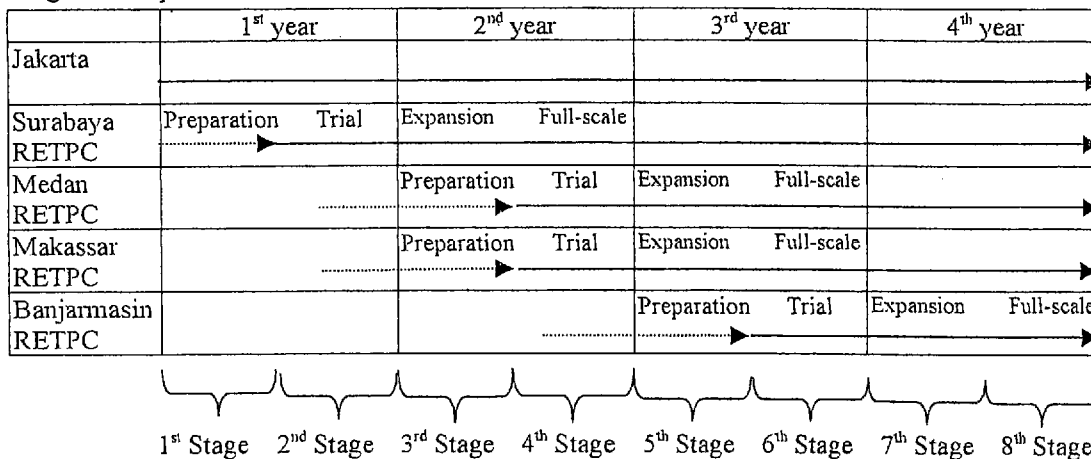 1st year 2nd year 3rd year 4th year
Jakarta
Surabaya Preparation Trial Expansion Full-scale
RETPC
Medan Preparation Trial Expansion Full-scale
RETPC
Makassar Preparation Trial Expansion Full-scale
RETPC
Banjarmasin Preparation Trial Expansion Full-scale
RETPC
1st Stage 2nd Stage 3rd Stage 4th Stage 5th Stage 6th Stage 7th Stage 8th Stage